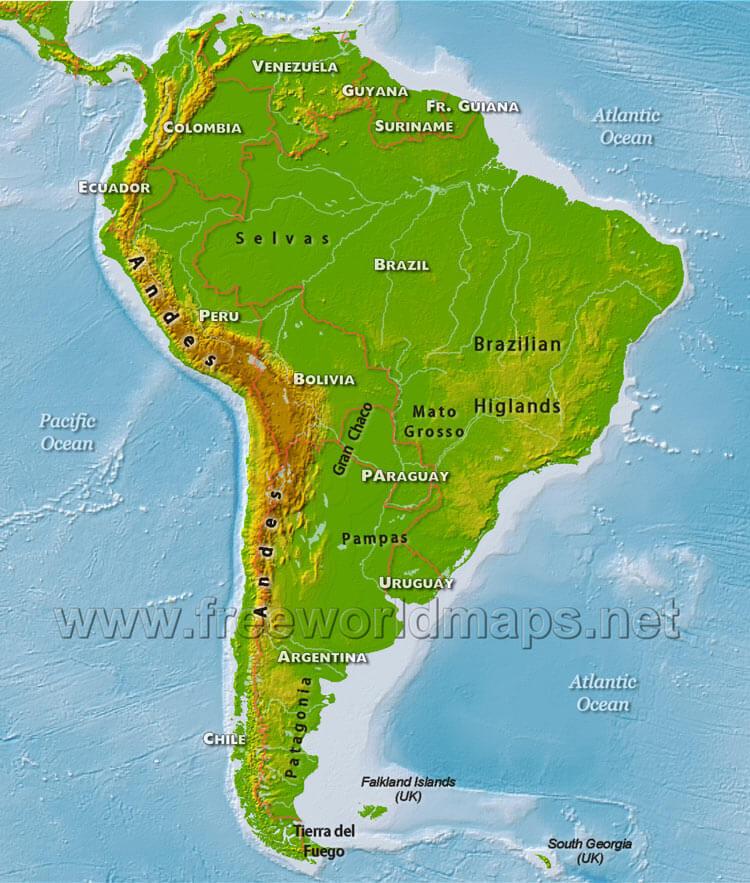 VENEZUELA
GUYANA
FR. GUIANA
SURINAME
Atlantic
Ocean
COLOMBIA
ECUADOR
Selvas
BRAZIL
Andes
PERU
Brazilian
Higlands
BOLIVIA
Mato
Grosso
Pacific
Ocean
Gran Chaco
PARAGUAY
Andes
Pampas
URUGUAY
www.freeworldmaps.net
ARGENTINA
Patagonia
Atlantic
Ocean
CHILE
Falkland Islands
(UK)
Tierra del
Fuego
South Georgia
(UK)